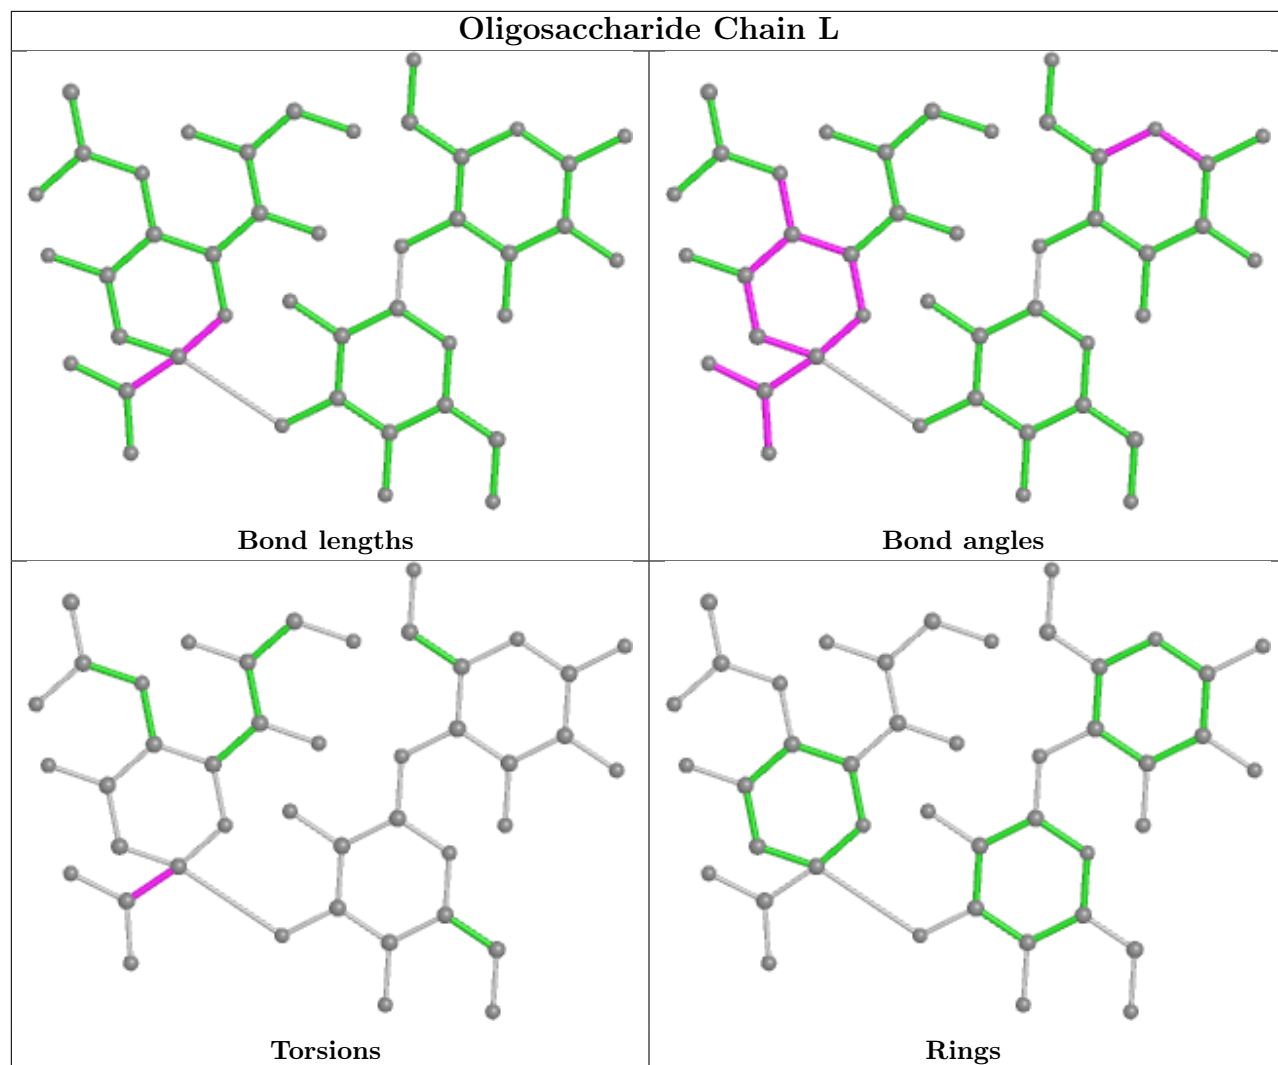 Oligosaccharide Chain L
Bond lengths
Bond angles
Torsions
Rings